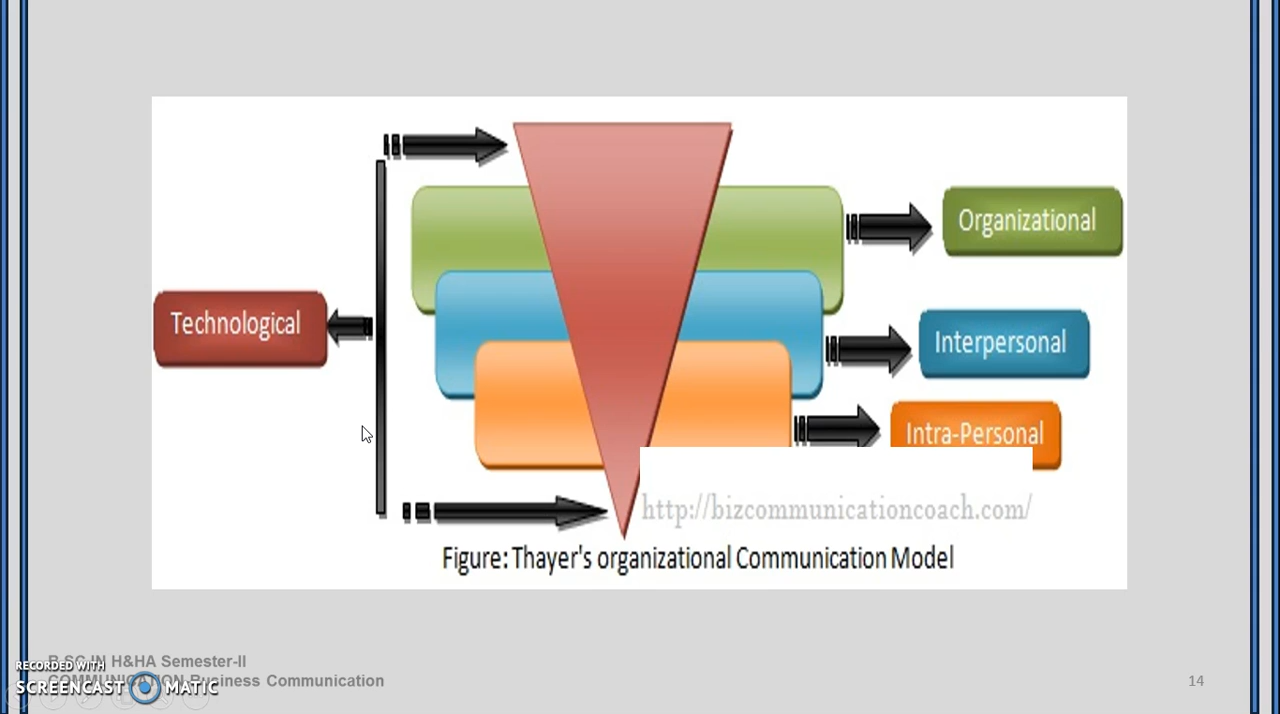 Organizational
Technological
Interpersonal
Intra-Personal
http://bizcommunicationcoach.com/
Figure: Thayer's organizational Communication Model
B.SC IN H&HA Semester-II
RECORDED WITH
COMMUNICATION Business Communication
SCREENCAST MATIC
14